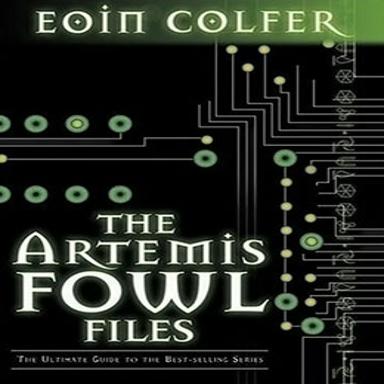 EOIN COLFER
THE
ARTEMIS
FOWL
FILES
THE ULTIMATE GUIDE TO THE BEST-SELLING SERIES